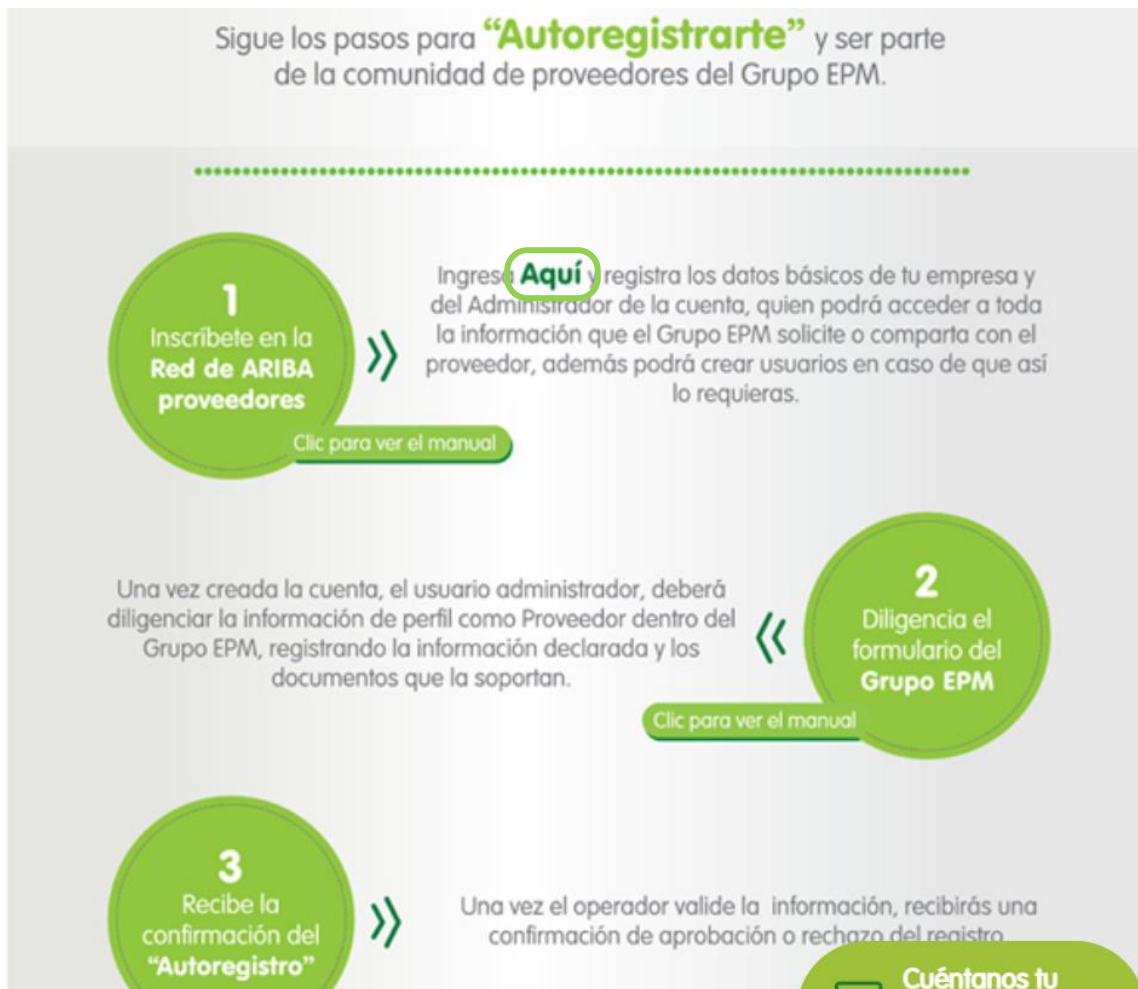 Sigue los pasos para “Autoregistrarte” y ser parte
de la comunidad de proveedores del Grupo EPM.
1
Inscríbete en la
Red de ARIBA
proveedores
Clic para ver el manual
Ingresa Aquí y registra los datos básicos de tu empresa y
del Administrador de la cuenta, quien podrá acceder a toda
la información que el Grupo EPM solicite o comparta con el
proveedor, además podrá crear usuarios en caso de que así
lo requieras.
Una vez creada la cuenta, el usuario administrador, deberá
diligenciar la información de perfil como Proveedor dentro del
Grupo EPM, registrando la información declarada y los
documentos que la soportan.
2
Diligencia el
formulario del
Grupo EPM
Clic para ver el manual
3
Recibe la
confirmación del
“Autoregistro”
Una vez el operador valide la información, recibirás una
confirmación de aprobación o rechazo del registro
Cuéntanos tu